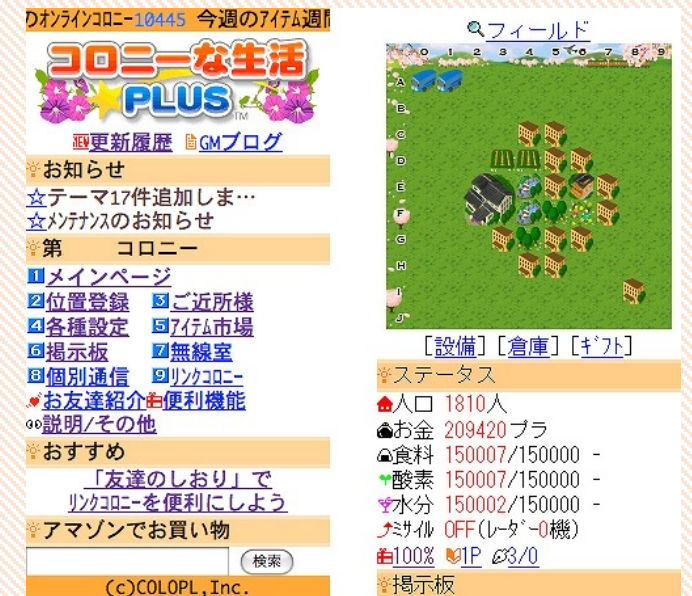 のオンラインコロニー10445 今週のアイテム週間
コロニーな生活
PLUS TM
NEW更新履歴 GMブログ
お知らせ
☆テーマ17件追加しま…
☆メンテナンスのお知らせ
第 コロニー
1メインページ
2位置登録 3ご近所様
4各種設定 5アイテム市場
6掲示板 7無線室
8個別通信 9リンクコロニー
お友達紹介 便利機能
説明/その他
おすすめ
「友達のしおり」で
リンクコロニーを便利にしよう
アマゾンでお買い物
検索
(c)COLOPL,Inc.
フィールド
0 1 2 3 4 5 6 7 8 9
A
B
C
D
E
F
G
H
I
J
[設備] [倉庫] [ギフト]
ステータス
人口 1810人
お金 209420プラ
食料 150007/150000 -
酸素 150007/150000 -
水分 150002/150000 -
ミサイル OFF(レーダー0機)
100% 1P 3/0
掲示板